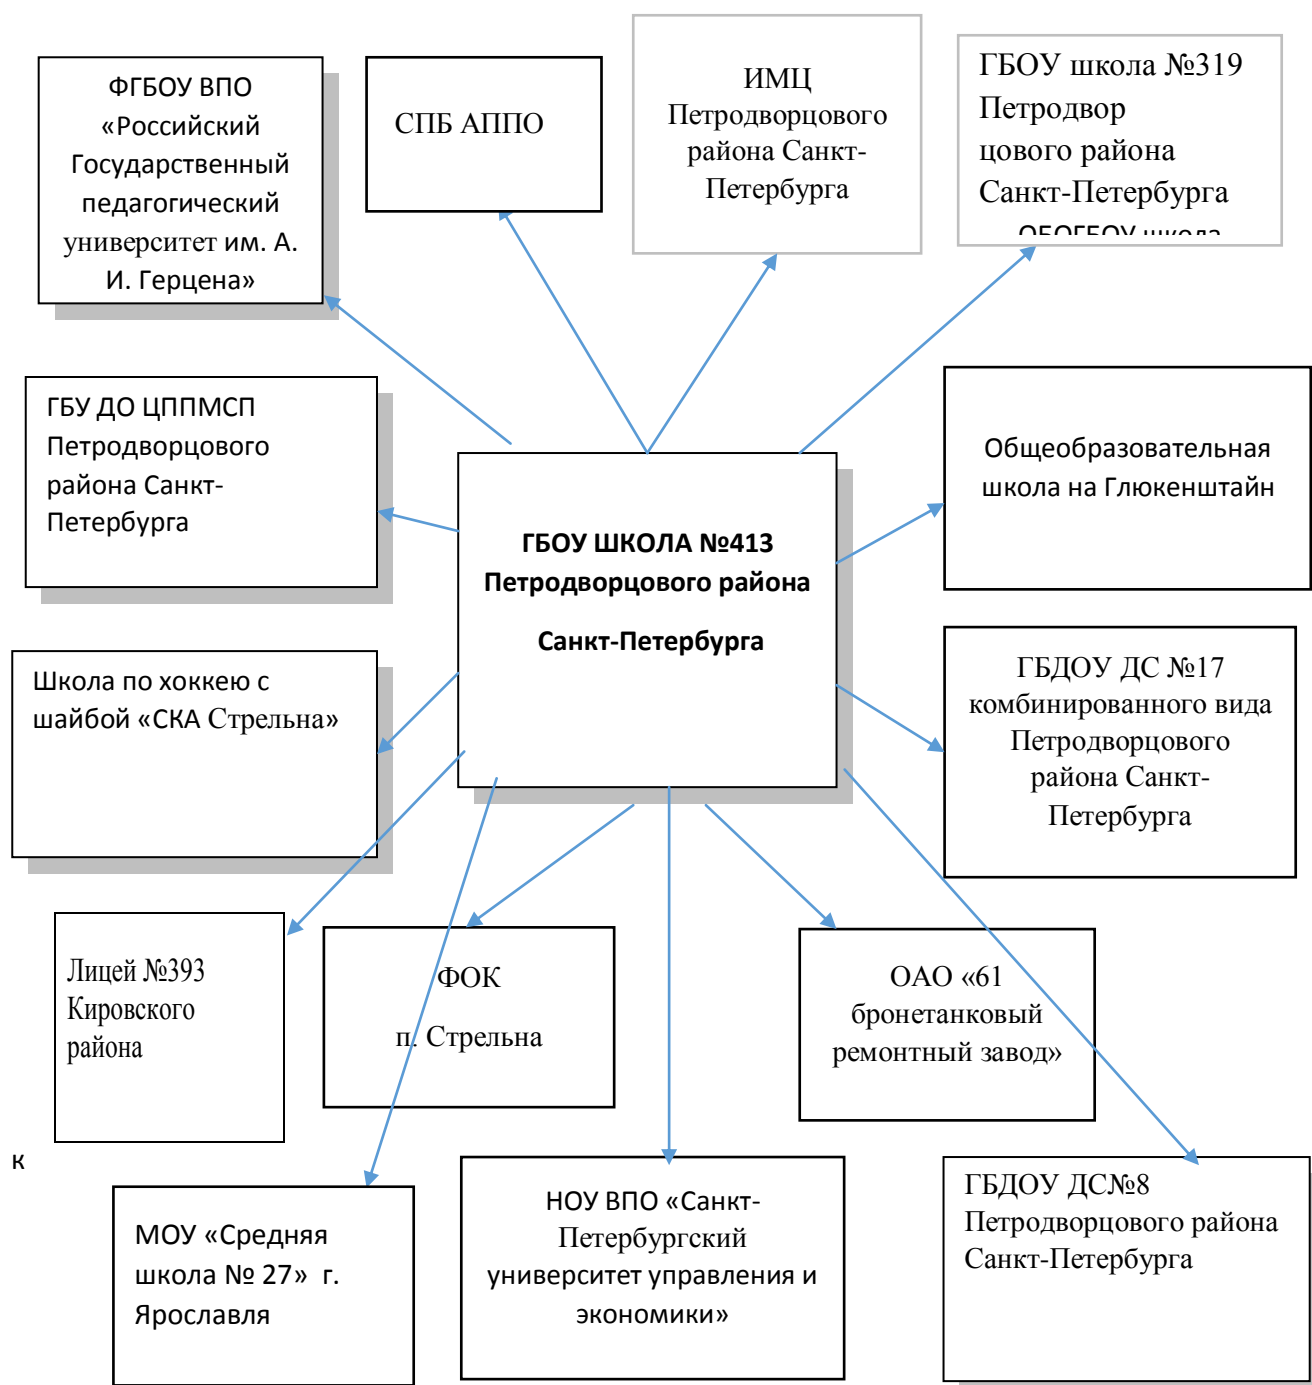 ФГБОУ ВПО
«Российский
Государственный
педагогический
университет им. А.
И. Герцена»
СПБ АППО
ИМЦ
Петродворцового
района Санкт-
Петербурга
ГБОУ школа №319
Петродвор
цового района
Санкт-Петербурга
ОБОГБОУ школа
ГБУ ДО ЦППМСП
Петродворцового
района Санкт-
Петербурга
ГБОУ ШКОЛА №413
Петродворцового района
Санкт-Петербурга
Общеобразовательная
школа на Глюкенштайн
Школа по хоккею с
шайбой «СКА Стрельна»
ГБДОУ ДС №17
комбинированного вида
Петродворцового
района Санкт-
Петербурга
Лицей №393
Кировского
района
ФОК
п. Стрельна
ОАО «61
бронетанковый
ремонтный завод»
к
МОУ «Средняя
школа № 27» г.
Ярославля
НОУ ВПО «Санкт-
Петербургский
университет управления и
экономики»
ГБДОУ ДС№8
Петродворцового района
Санкт-Петербурга